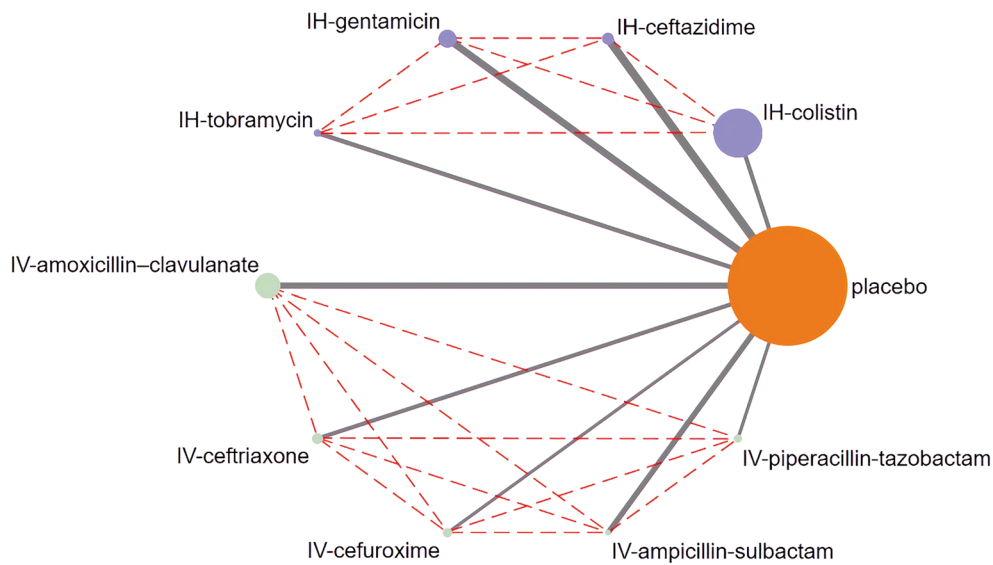 IH-gentamicin
IH-ceftazidime
IH-tobramycin
IH-colistin
IV-amoxicillin–clavulanate
placebo
IV-ceftriaxone
IV-piperacillin-tazobactam
IV-cefuroxime
IV-ampicillin-sulbactam